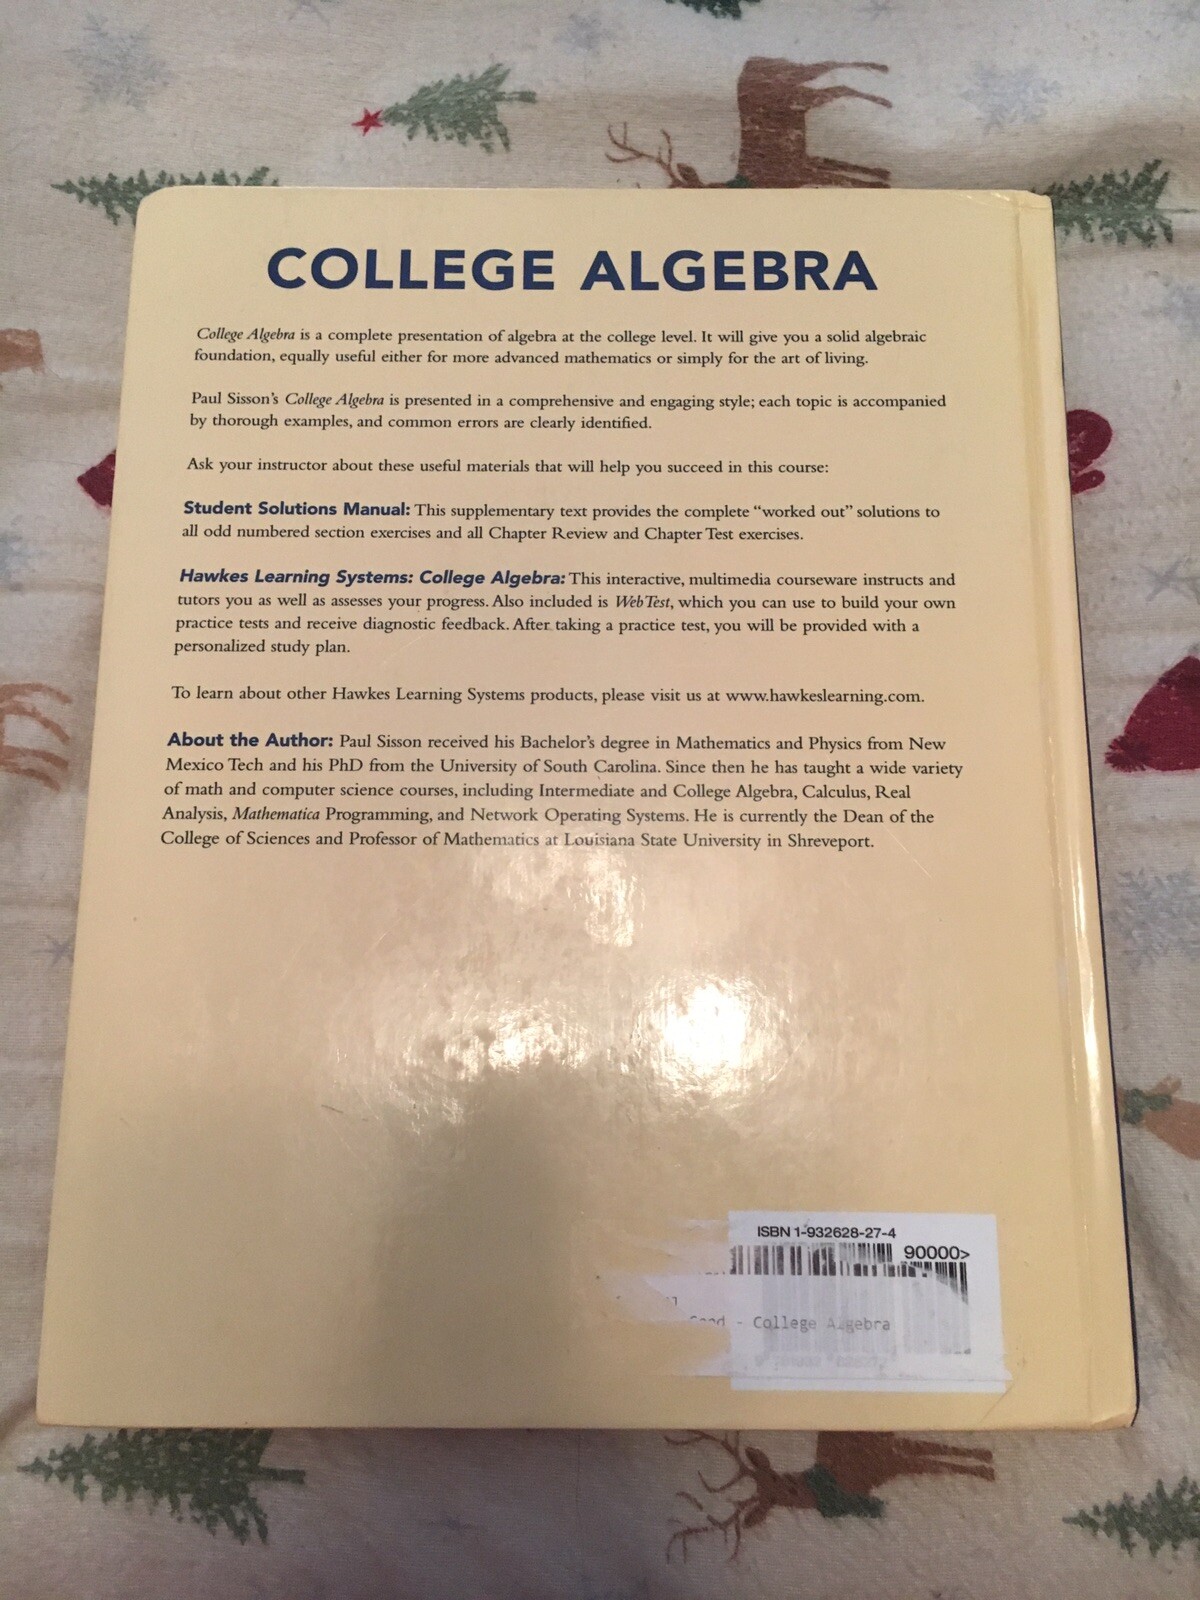 COLLEGE ALGEBRA
College Algebra is a complete presentation of algebra at the college level. It will give you a solid algebraic
foundation, equally useful either for more advanced mathematics or simply for the art of living.
Paul Sisson's College Algebra is presented in a comprehensive and engaging style; each topic is accompanied
by thorough examples, and common errors are clearly identified.
Ask your instructor about these useful materials that will help you succeed in this course:
Student Solutions Manual: This supplementary text provides the complete “worked out” solutions to
all odd numbered section exercises and all Chapter Review and Chapter Test exercises.
Hawkes Learning Systems: College Algebra: This interactive, multimedia courseware instructs and
tutors you as well as assesses your progress. Also included is WebTest, which you can use to build your own
practice tests and receive diagnostic feedback. After taking a practice test, you will be provided with a
personalized study plan.
To learn about other Hawkes Learning Systems products, please visit us at www.hawkeslearning.com.
About the Author: Paul Sisson received his Bachelor's degree in Mathematics and Physics from New
Mexico Tech and his PhD from the University of South Carolina. Since then he has taught a wide variety
of math and computer science courses, including Intermediate and College Algebra, Calculus, Real
Analysis, Mathematica Programming, and Network Operating Systems. He is currently the Dean of the
College of Sciences and Professor of Mathematics at Louisiana State University in Shreveport.
ISBN 1-932628-27-4
90000>
- College Algebra